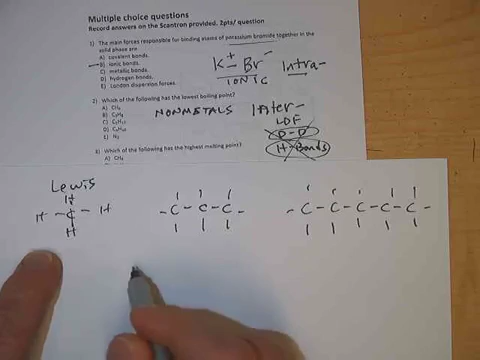 Multiple choice questions
Record answers on the Scantron provided. 2pts/ question
1) The main forces responsible for binding atoms of potassium bromide together in the
solid phase are
A) covalent bonds.
B) ionic bonds.
C) metallic bonds.
D) hydrogen bonds.
E) London dispersion forces.
K+ – Br-
IONIC
Intra-
2) Which of the following has the lowest boiling point?
A) CH4
E) N2
NONMETALS
Inter-
LDF
D-D
H-Bonds
3) Which of the following has the highest melting point?
A) CH4
Lewis
H
H - C - H
H
- C - C - C -
- C - C - C - C - C -